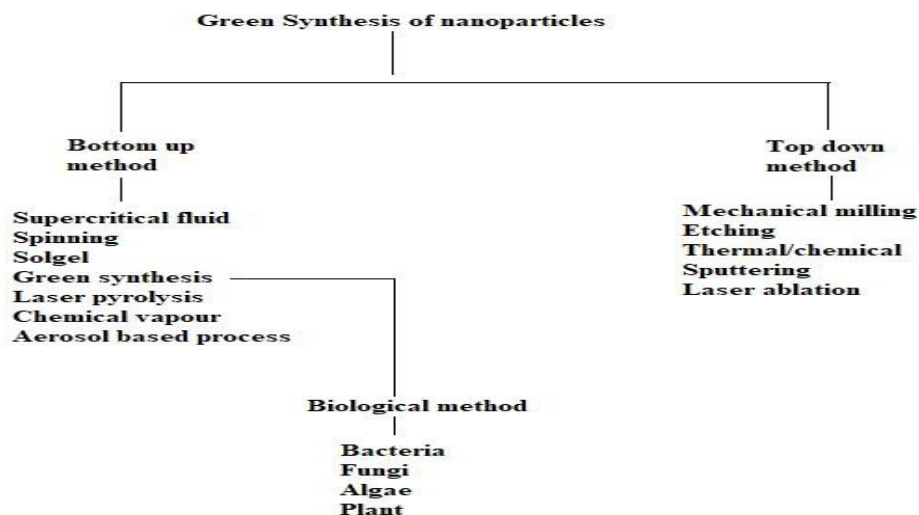 Green Synthesis of nanoparticles
Bottom up
method
Supercritical fluid
Spinning
Solgel
Green synthesis
Laser pyrolysis
Chemical vapour
Aerosol based process
Top down
method
Mechanical milling
Etching
Thermal/chemical
Sputtering
Laser ablation
Biological method
Bacteria
Fungi
Algae
Plant